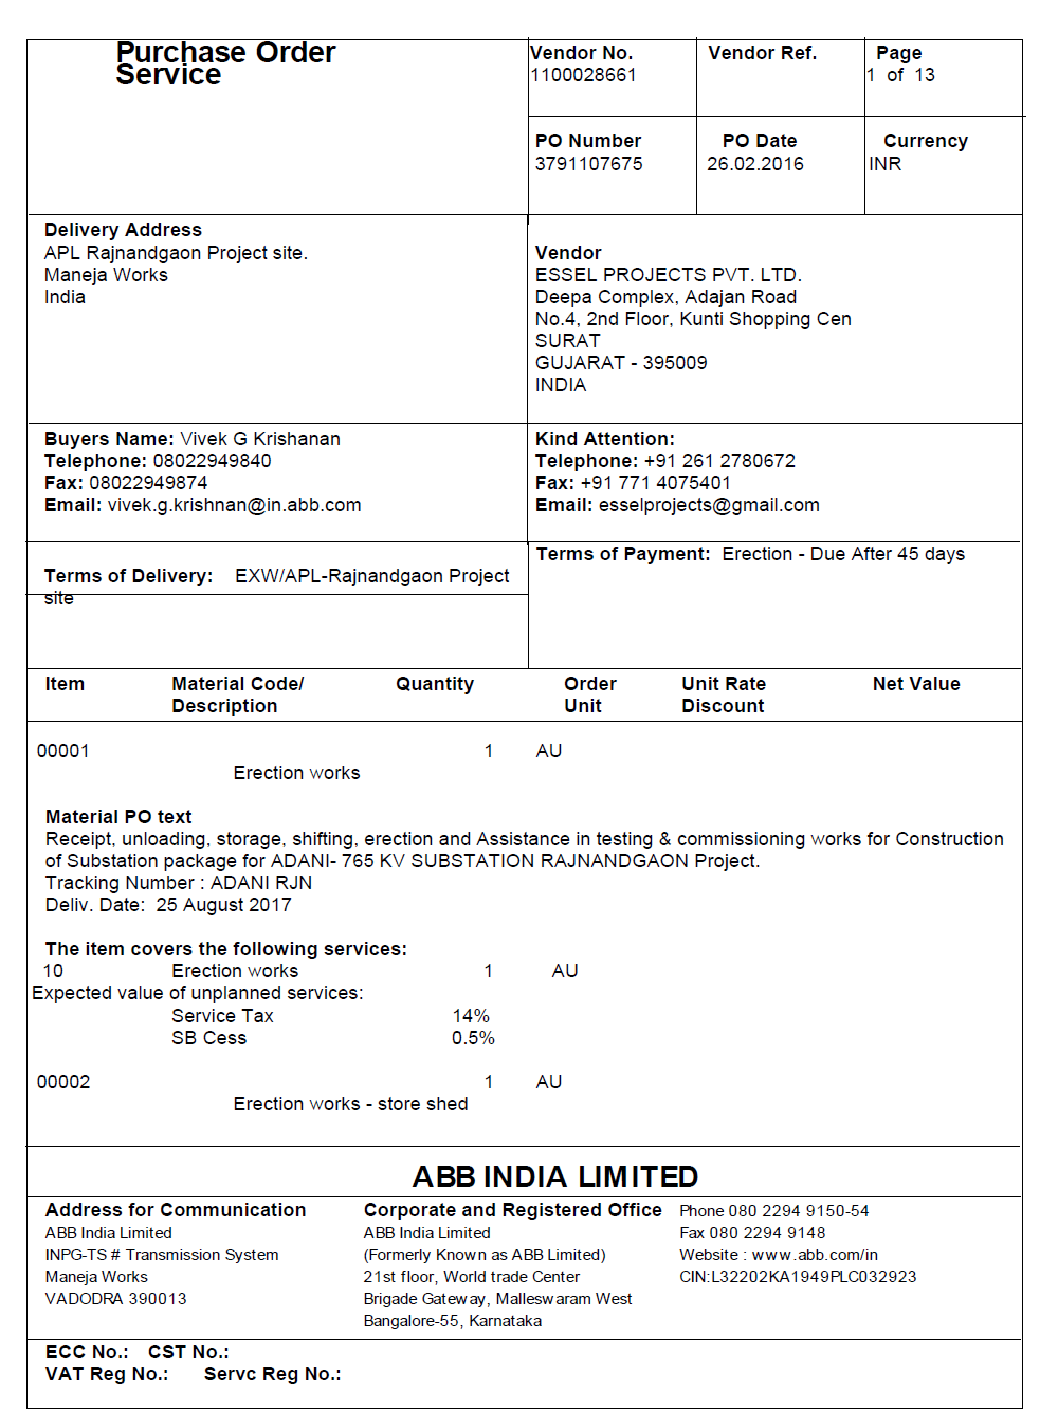 Purchase Order
Service
Vendor No.
1100028661
Vendor Ref.
Page
1 of 13
PO Number
3791107675
PO Date
26.02.2016
Currency
INR
Delivery Address
APL Rajnandgaon Project site.
Maneja Works
India
Vendor
ESSEL PROJECTS PVT. LTD.
Deepa Complex, Adajan Road
No.4, 2nd Floor, Kunti Shopping Cen
SURAT
GUJARAT - 395009
INDIA
Buyers Name: Vivek G Krishanan
Telephone: 08022949840
Fax: 08022949874
Email: vivek.g.krishnan@in.abb.com
Kind Attention:
Telephone: +91 261 2780672
Fax: +91 771 4075401
Email: esselprojects@gmail.com
Terms of Delivery: EXW/APL-Rajnandgaon Project
site
Terms of Payment: Erection - Due After 45 days
Item Material Code/ Quantity Order Unit Rate Net Value
Description Unit Discount
00001 1 AU
Erection works
Material PO text
Receipt, unloading, storage, shifting, erection and Assistance in testing & commissioning works for Construction
of Substation package for ADANI- 765 KV SUBSTATION RAJNANDGAON Project.
Tracking Number : ADANI RJN
Deliv. Date: 25 August 2017
The item covers the following services:
10 Erection works 1 AU
Expected value of unplanned services:
Service Tax 14%
SB Cess 0.5%
00002 1 AU
Erection works - store shed
ABB INDIA LIMITED
Address for Communication
ABB India Limited
INPG-TS # Transmission System
Maneja Works
VADODRA 390013
Corporate and Registered Office
ABB India Limited
(Formerly Known as ABB Limited)
21st floor, World trade Center
Brigade Gateway, Malleswaram West
Bangalore-55, Karnataka
Phone 080 2294 9150-54
Fax 080 2294 9148
Website : www.abb.com/in
CIN:L32202KA1949PLC032923
ECC No.: CST No.:
VAT Reg No.: Servc Reg No.: